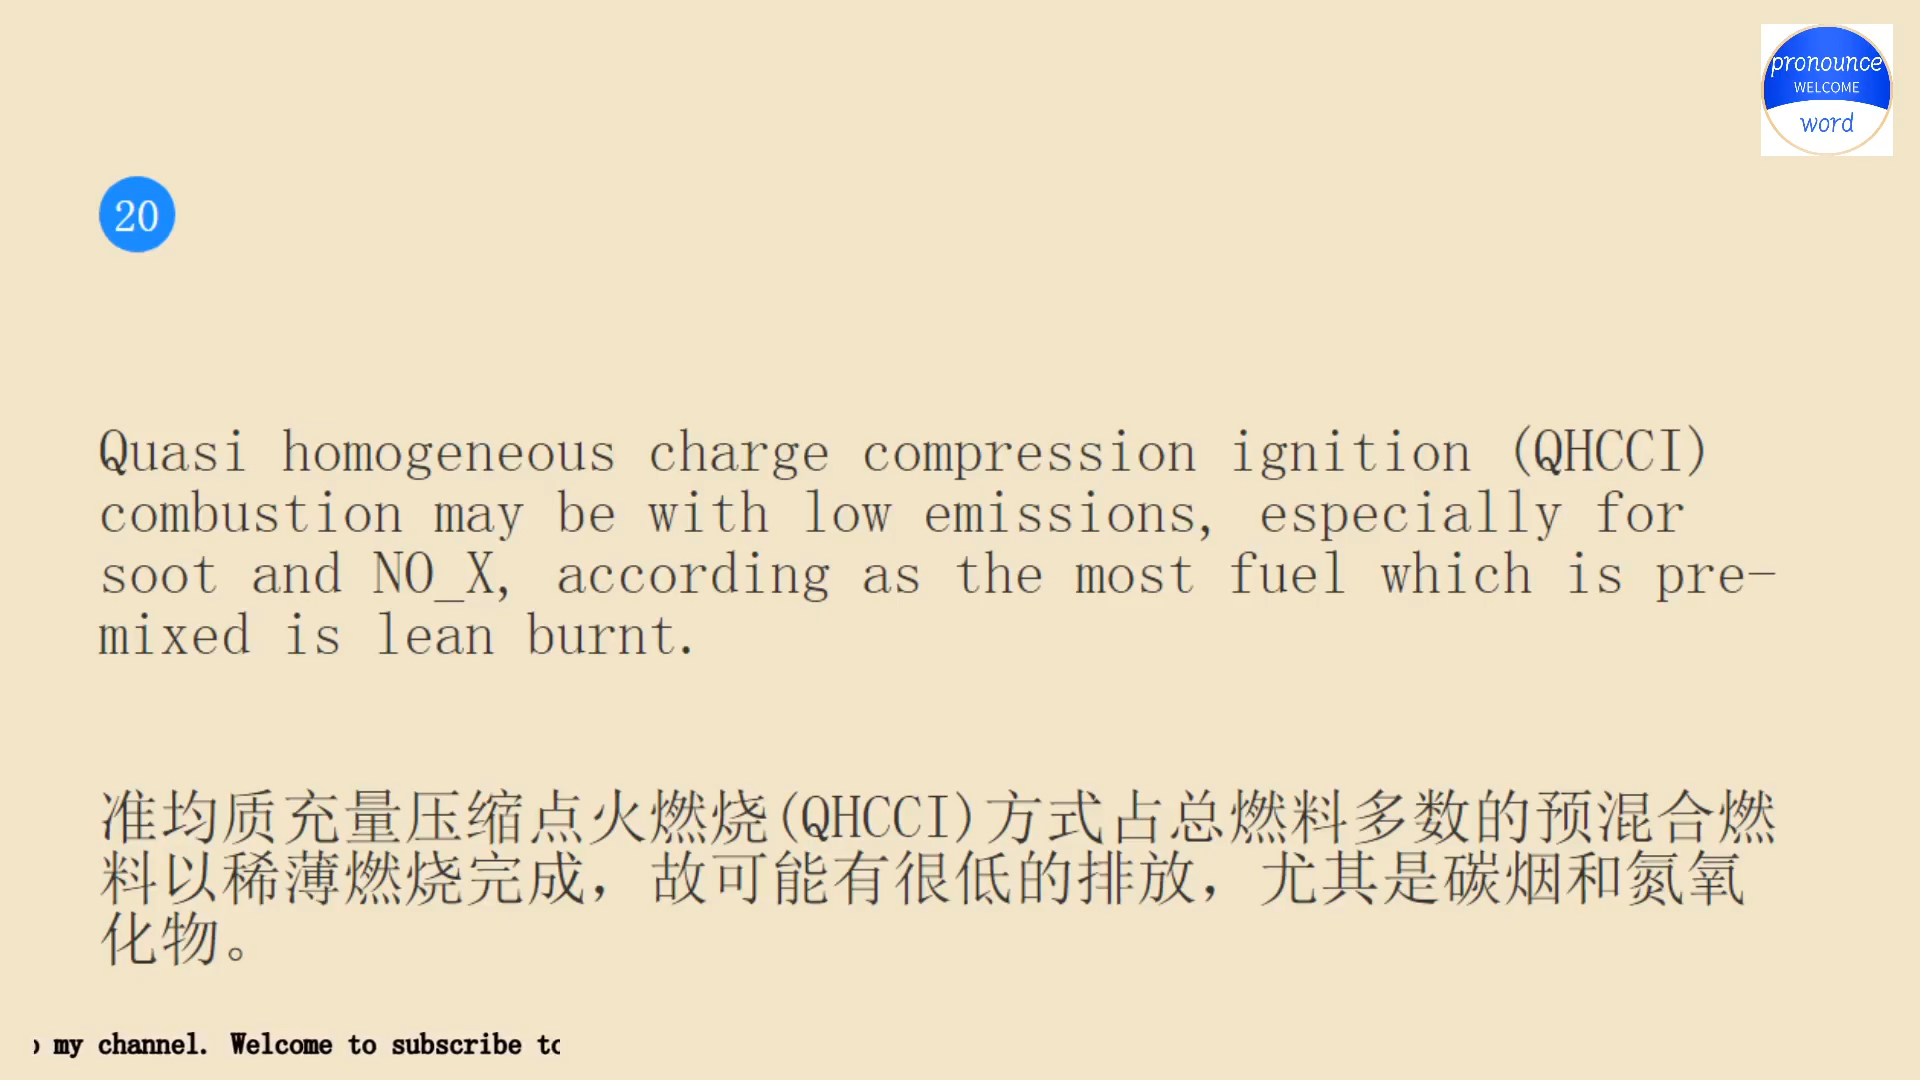 pronounce
WELCOME
word
20
Quasi homogeneous charge compression ignition (QHCCI)
combustion may be with low emissions, especially for
soot and NO_X, according as the most fuel which is pre-
mixed is lean burnt.
准均质充量压缩点火燃烧(QHCCI)方式占总燃料多数的预混合燃
料以稀薄燃烧完成，故可能有很低的排放，尤其是碳烟和氮氧
化物。
my channel. Welcome to subscribe to